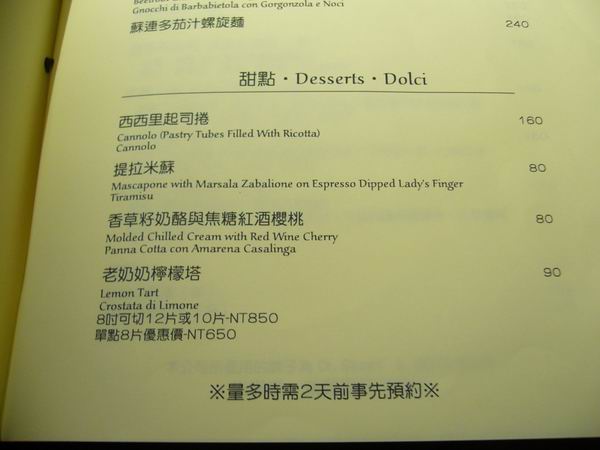 Gnocchi di Barbabietola con Gorgonzola e Noci
蘇連多茄汁螺旋麵 240
甜點・Desserts・Dolci
西西里起司捲 160
Cannolo (Pastry Tubes Filled With Ricotta)
Cannolo
提拉米蘇 80
Mascapone with Marsala Zabalione on Espresso Dipped Lady's Finger
Tiramisu
香草籽奶酪與焦糖紅酒櫻桃 80
Molded Chilled Cream with Red Wine Cherry
Panna Cotta con Amarena Casalinga
老奶奶檸檬塔 90
Lemon Tart
Crostata di Limone
8吋可切12片或10片-NT850
單點8片優惠價-NT650
※量多時需2天前事先預約※